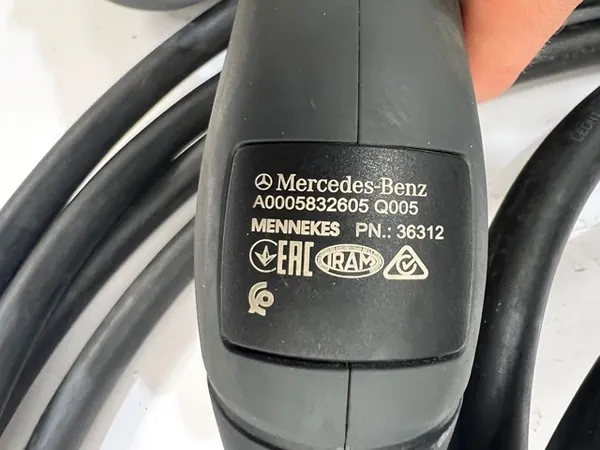 Mercedes-Benz
A0005832605 Q005
MENNEKES PN.: 36312
EAC IRAM